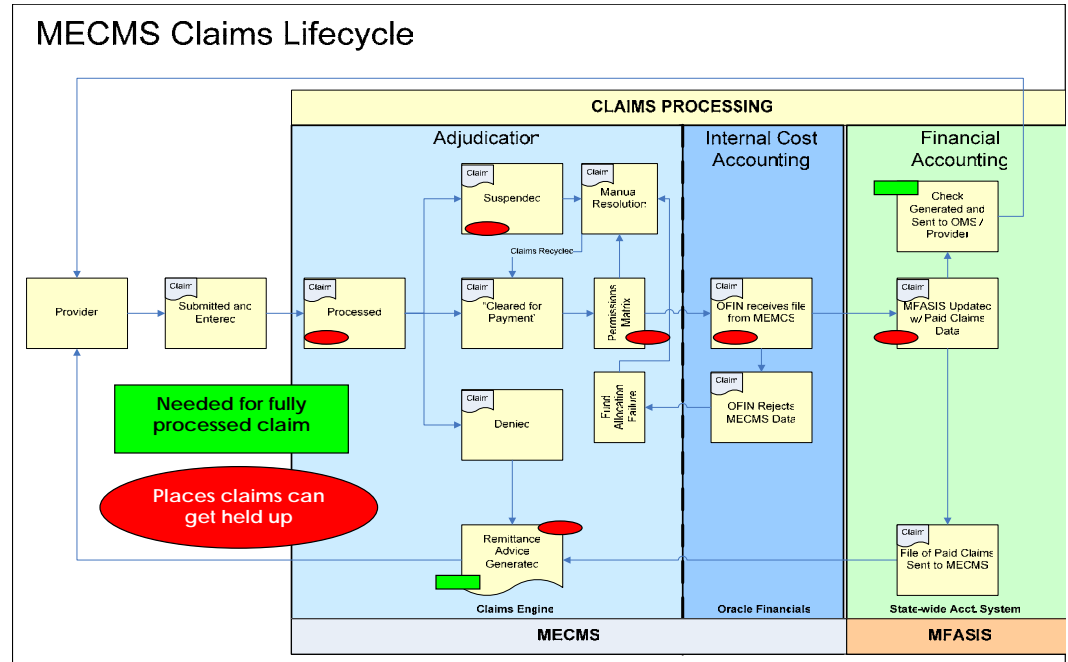 MECMS Claims Lifecycle
CLAIMS PROCESSING
Adjudication
Internal Cost
Accounting
Financial
Accounting
Claim
Suspended
Claim
Manual
Resolution
Claim
Check
Generated and
Sent to OMS /
Provider
Claims Recycled
Provider
Claim
Submitted and
Entered
Claim
Processed
Claim
"Cleared for
Payment"
Permissions
Matrix
Claim
OFIN receives file
from MEMCS
Claim
MFASIS Updated
w/ Paid Claims
Data
Fund
Allocation
Failure
Claim
OFIN Rejects
MECMS Data
Needed for fully
processed claim
Claim
Denied
Places claims can
get held up
Remittance
Advice
Generated
Claim
File of Paid Claims
Sent to MECMS
Claims Engine
Oracle Financials
State-wide Acct. System
MECMS
MFASIS